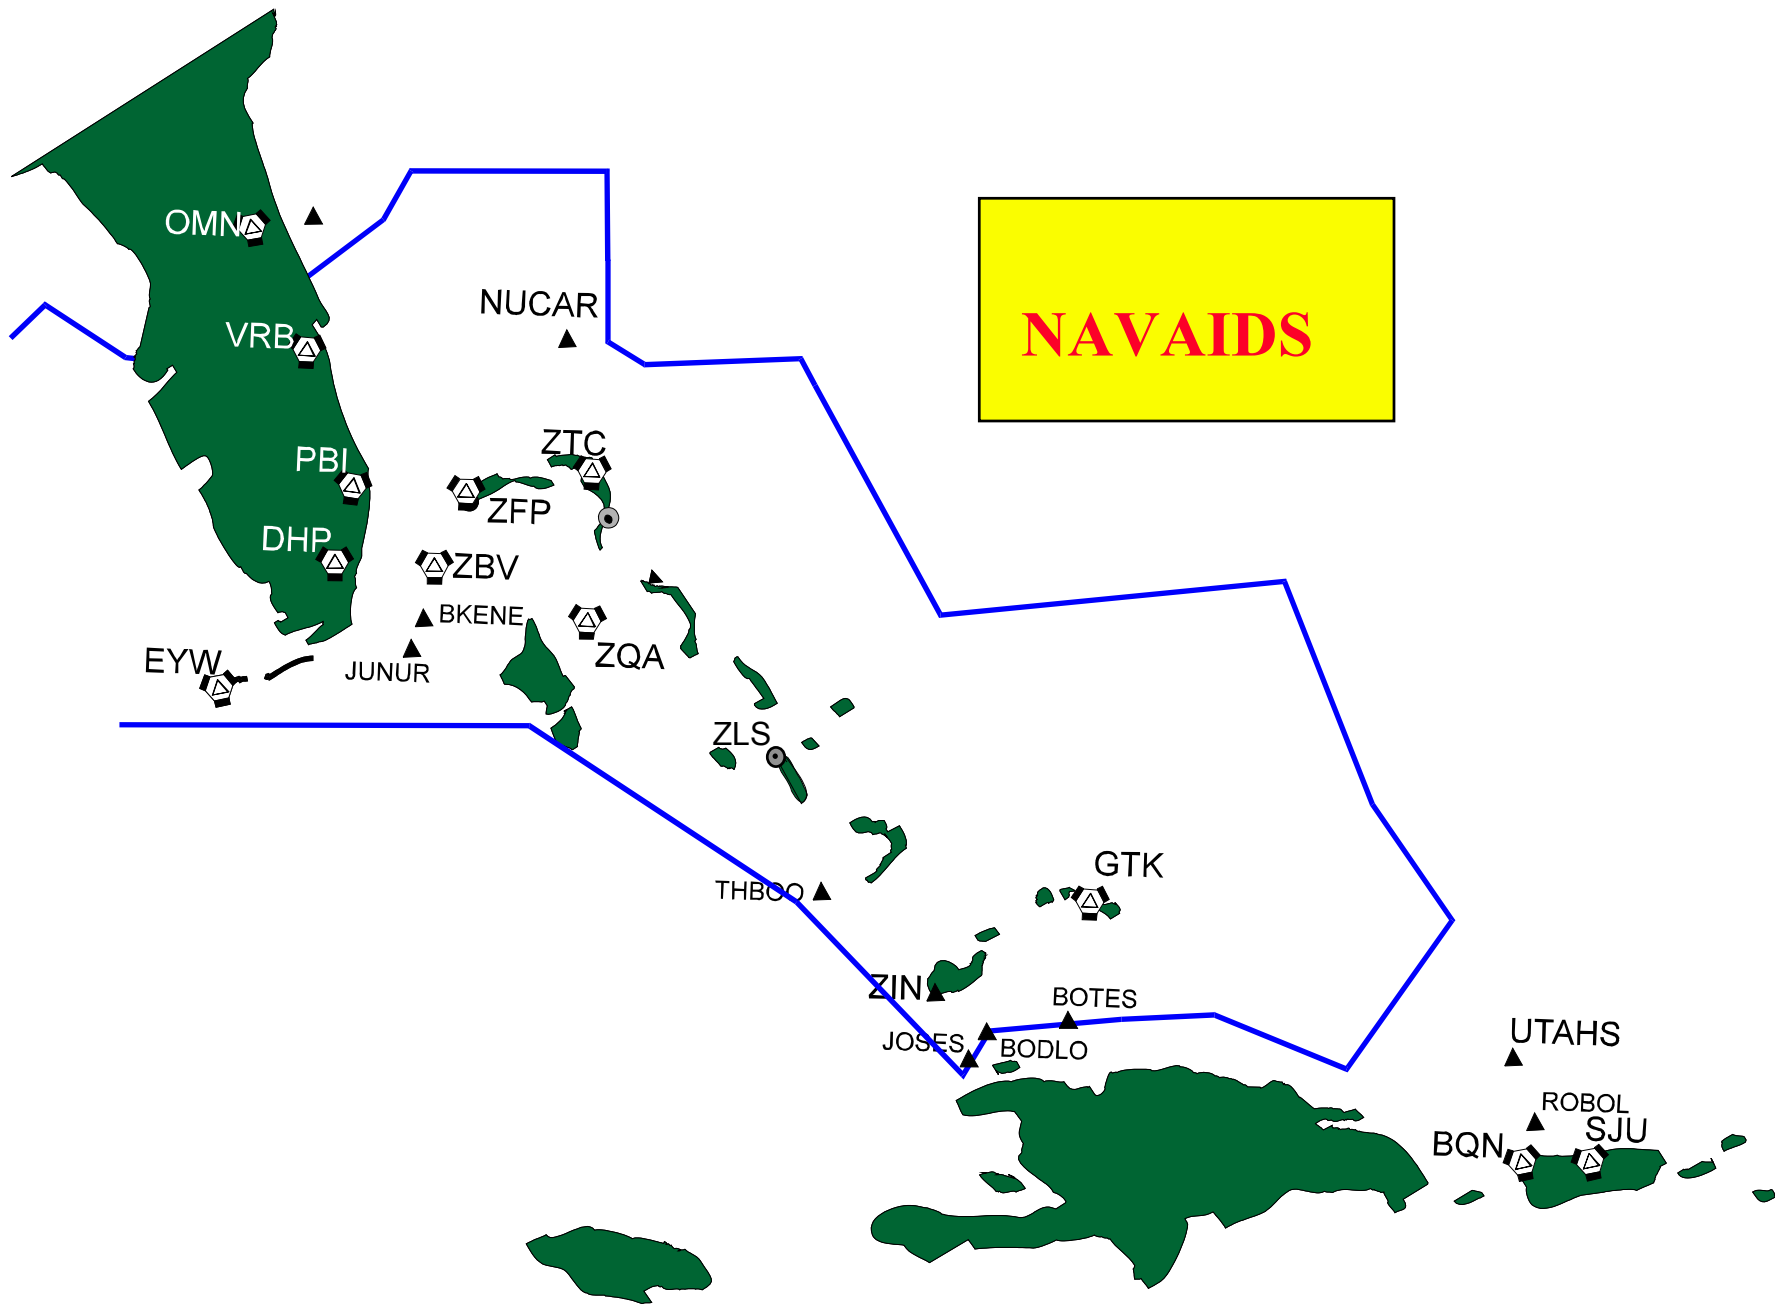 OMN
NUCAR
NAVAIDS
VRB
ZTC
PBI
ZFP
DHP
ZBV
BKENE
ZQA
EYW
JUNUR
ZLS
GTK
THBOO
ZIN
BOTES
UTAHS
JOSES
BODLO
ROBOL
SJU
BQN